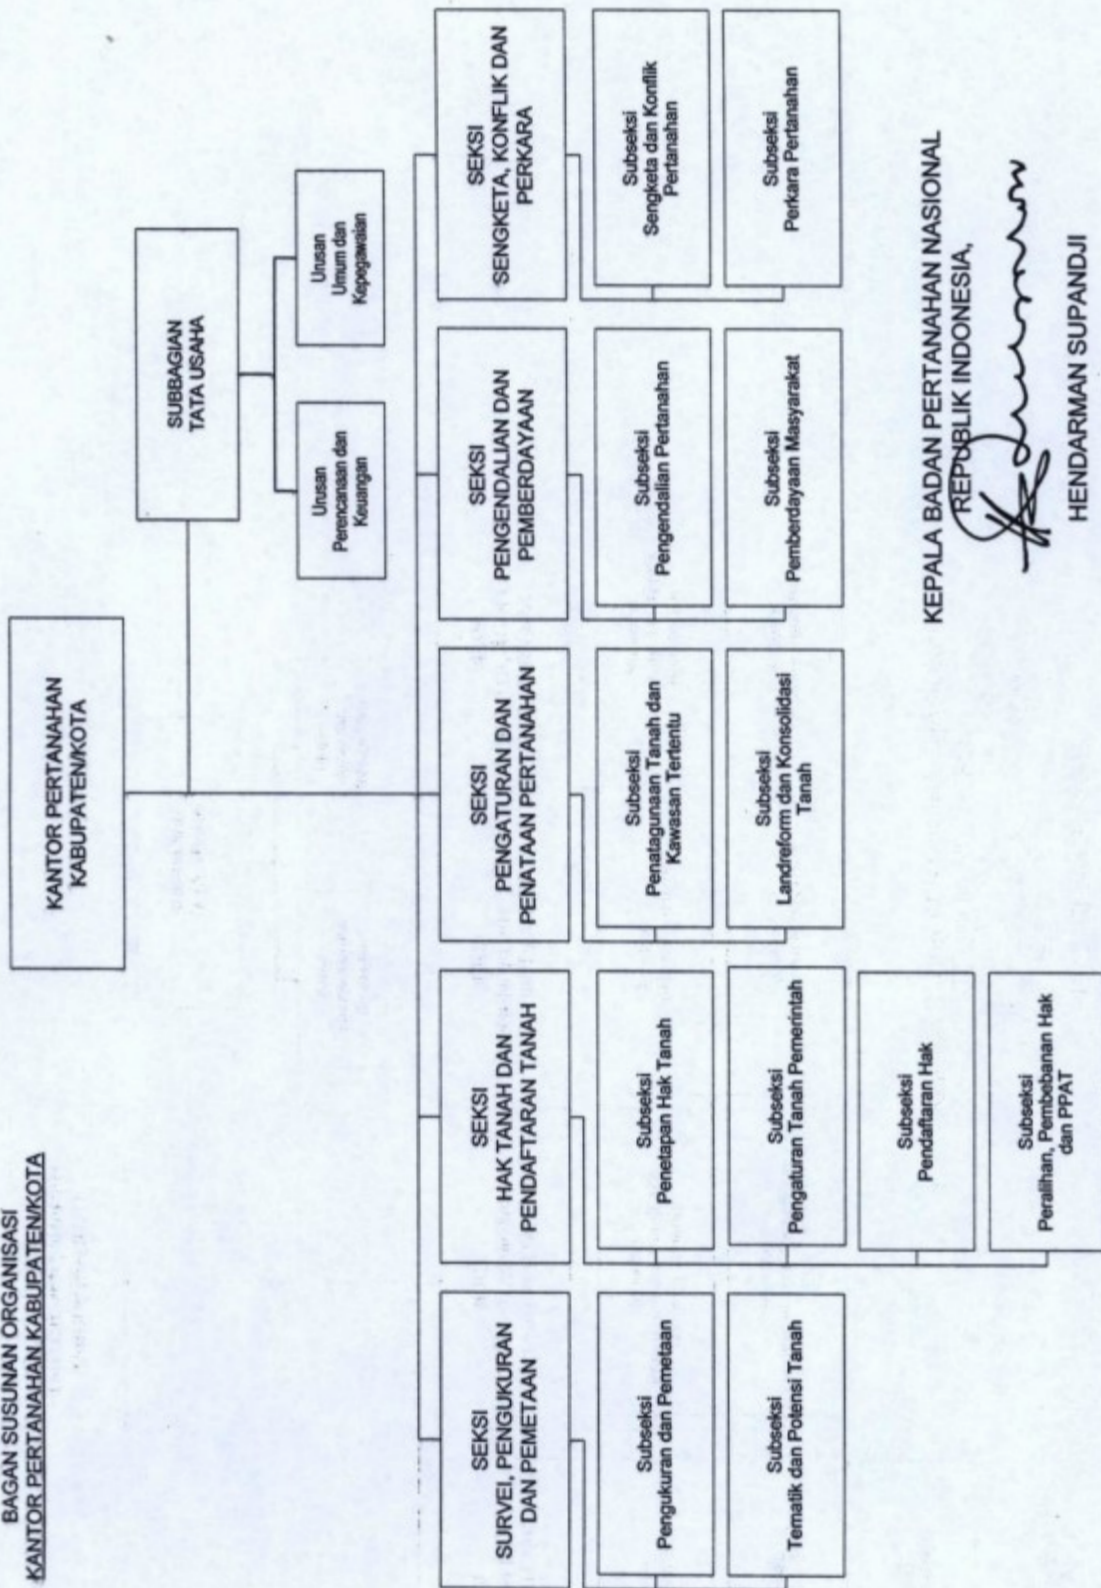 BAGAN SUSUNAN ORGANISASI
KANTOR PERTANAHAN KABUPATEN/KOTA
KANTOR PERTANAHAN
KABUPATEN/KOTA
SUBBAGIAN
TATA USAHA
Urusan
Perencanaan dan
Keuangan
Urusan
Umum dan
Kepegawaian
SEKSI
SURVEI, PENGUKURAN
DAN PEMETAAN
Subseksi
Pengukuran dan Pemetaan
Subseksi
Tematik dan Potensi Tanah
SEKSI
HAK TANAH DAN
PENDAFTARAN TANAH
Subseksi
Penetapan Hak Tanah
Subseksi
Pengaturan Tanah Pemerintah
Subseksi
Pendaftaran Hak
Subseksi
Peralihan, Pembebanan Hak
dan PPAT
SEKSI
PENGATURAN DAN
PENATAAN PERTANAHAN
Subseksi
Penatagunaan Tanah dan
Kawasan Tertentu
Subseksi
Landreform dan Konsolidasi
Tanah
SEKSI
PENGENDALIAN DAN
PEMBERDAYAAN
Subseksi
Pengendalian Pertanahan
Subseksi
Pemberdayaan Masyarakat
SEKSI
SENGKETA, KONFLIK DAN
PERKARA
Subseksi
Sengketa dan Konflik
Pertanahan
Subseksi
Perkara Pertanahan
KEPALA BADAN PERTANAHAN NASIONAL
REPUBLIK INDONESIA,
HENDARMAN SUPANDJI